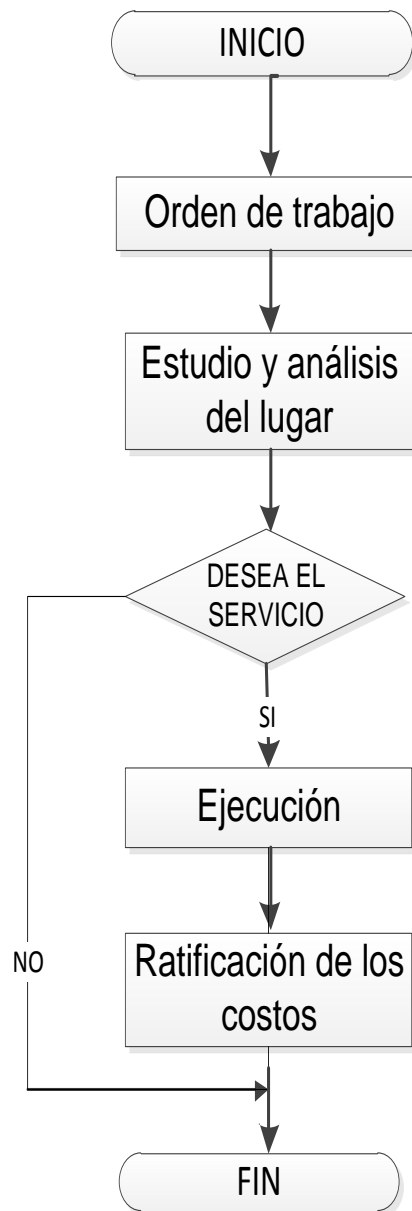 INICIO
Orden de trabajo
Estudio y análisis
del lugar
DESEA EL
SERVICIO
SI
Ejecución
NO
Ratificación de los
costos
FIN